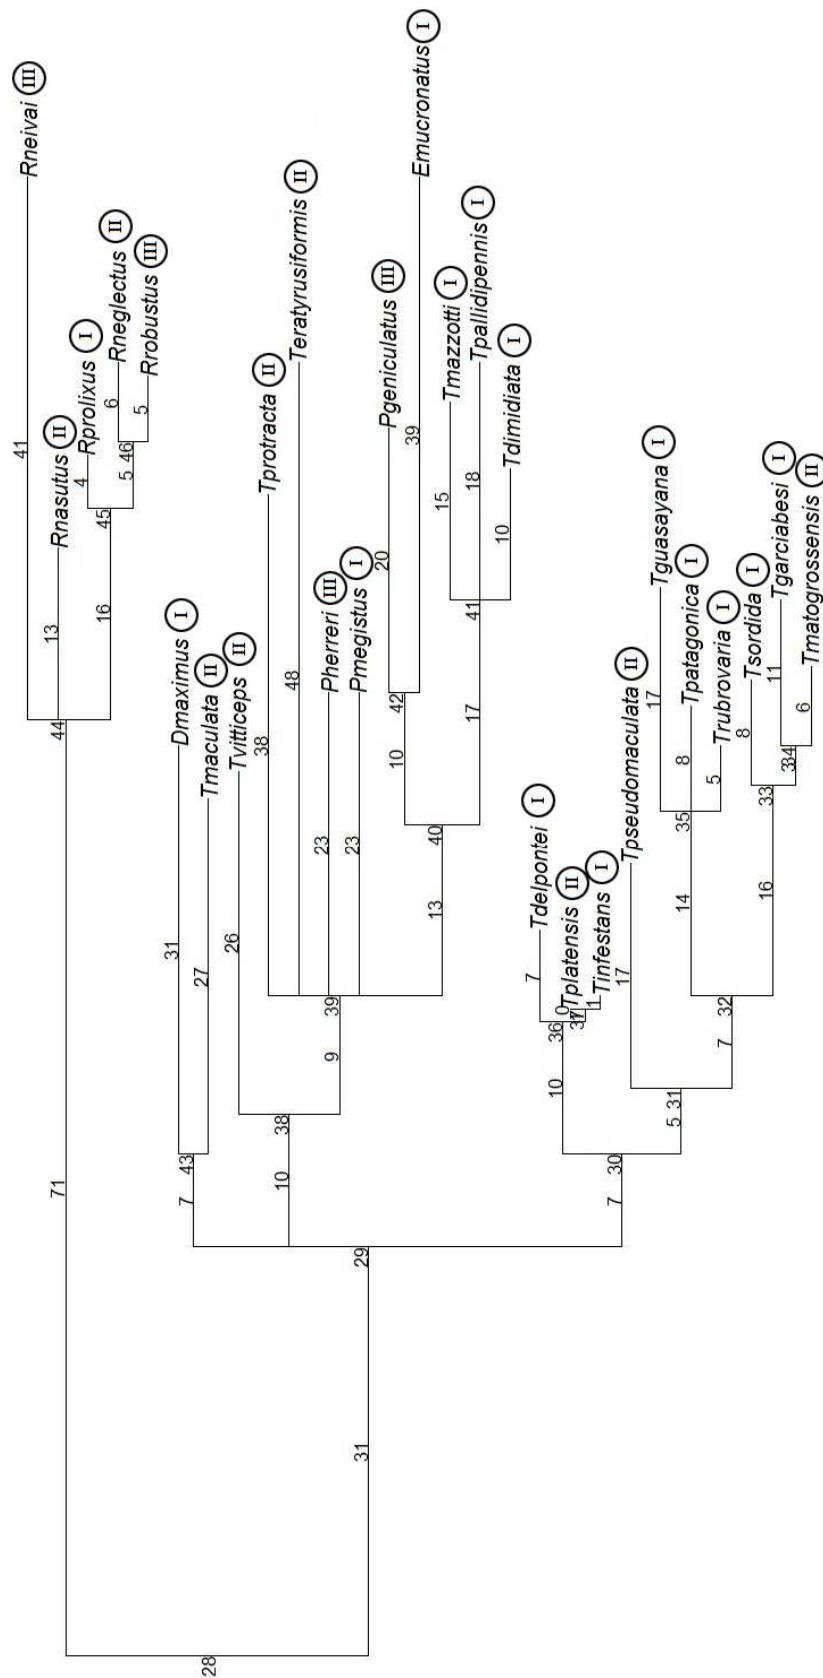 Rneivai III
41
Rnasutus II
13
44
Rprolixus I
4
45
16
Rneglectus II
6
46
5
Rrobustus III
5
71
Dmaximus I
31
43
7
Tmaculata II
27
Tvitticeps II
26
38
10
Tprotracta II
38
Teratyrusiformis II
48
Pherreri III
23
39
9
Pmegistus I
23
Pgeniculatus III
20
42
10
Emucronatus I
39
40
13
Tmazzotti I
15
Tpallidipennis I
18
41
17
Tdimidiata I
10
29
31
28
Tdelpontei I
7
36
10
Tplatensis II
0
37
Tinfestans I
1
30
7
Tpseudomaculata II
17
31
5
Tguasayana I
17
Tpatagonica I
8
35
14
Trubrovaria I
5
32
7
Tsordida I
8
33
16
Tgarciabesi I
11
34
3
Tmatogrossensis II
6